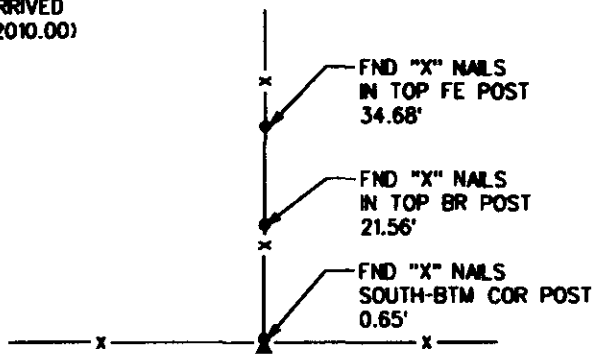 2010.00)
FND "X" NAILS
IN TOP FE POST
34.68'
FND "X" NAILS
IN TOP BR POST
21.56'
FND "X" NAILS
SOUTH-BTM COR POST
0.65'
x
x
x
x